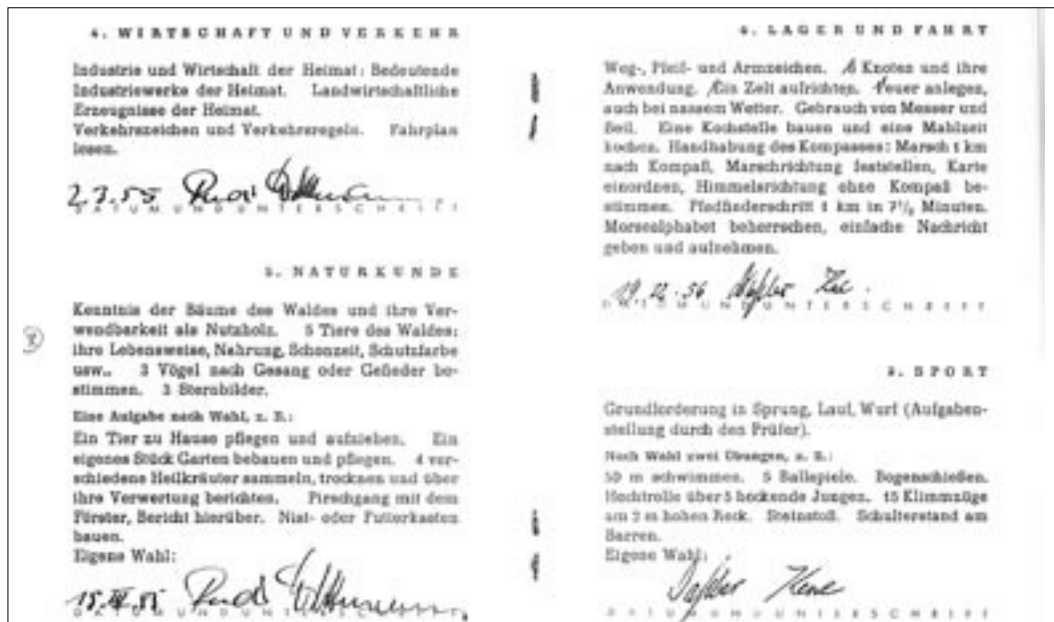 4. WIRTSCHAFT UND VERKEHR
Industrie und Wirtschaft der Heimat: Bedeutende
Industriewerke der Heimat. Landwirtschaftliche
Erzeugnisse der Heimat.
Verkehrszeichen und Verkehrsregeln. Fahrplan
lesen.
2.3.55 Rudi
DATUM UND UNTERSCHRIFT
5. NATURKUNDE
Kenntnis der Bäume des Waldes und ihre Ver-
wendbarkeit als Nutzholz. 5 Tiere des Waldes:
ihre Lebensweise, Nahrung, Schonzeit, Schutzfarbe
usw.. 3 Vögel nach Gesang oder Gefieder be-
stimmen. 3 Sternbilder.
Eine Aufgabe nach Wahl, z. B.:
Ein Tier zu Hause pflegen und aufziehen. Ein
eigenes Stück Garten bebauen und pflegen. 4 ver-
schiedene Heilkräuter sammeln, trocknen und über
ihre Verwertung berichten. Pirschgang mit dem
Förster, Bericht hierüber. Nist- oder Futterkasten
bauen.
Eigene Wahl:
Rudi
DATUM UND UNTERSCHRIFT
6. LAGER UND FAHRT
Weg-, Pfeif- und Armzeichen. Knoten und ihre
Anwendung. Ein Zelt aufrichten. Feuer anlegen,
auch bei nassem Wetter. Gebrauch von Messer und
Beil. Eine Kochstelle bauen und eine Mahlzeit
kochen. Handhabung des Kompasses: Marsch 1 km
nach Kompaß, Marschrichtung feststellen, Karte
einordnen, Himmelsrichtung ohne Kompaß be-
stimmen. Pfadfinderschritt 1 km in 7½ Minuten.
Morsealphabet beherrschen, einfache Nachricht
geben und aufnehmen.
DATUM UND UNTERSCHRIFT
SPORT
Grundforderung in Sprung, Lauf, Wurf (Aufgaben-
stellung durch den Prüfer).
Nach Wahl zwei Übungen, z. B.:
50 m schwimmen. 5 Ballspiele. Bogenschießen.
Hechtrolle über 5 hockende Jungen. 15 Klimmzüge
am 2 m hohen Reck. Steinstoß. Schulterstand am
Barren.
Eigene Wahl:
DATUM UND UNTERSCHRIFT